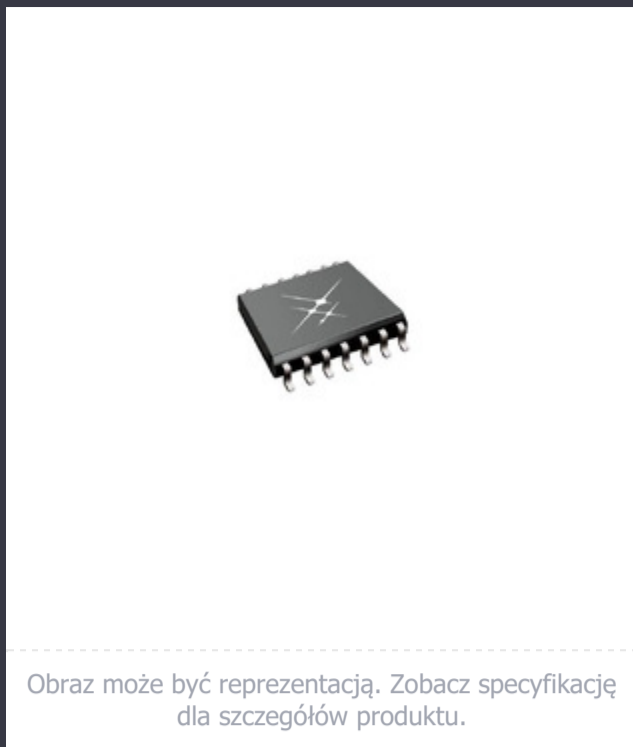 Obraz może być reprezentacją. Zobacz specyfikację
dla szczegółów produktu.